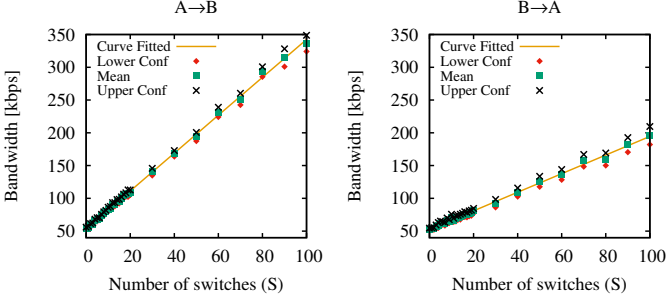 A→B
Bandwidth [kbps]
350
300
250
200
150
100
50
Curve Fitted
Lower Conf
Mean
Upper Conf
0 20 40 60 80 100
Number of switches (S)
B→A
Bandwidth [kbps]
350
300
250
200
150
100
50
Curve Fitted
Lower Conf
Mean
Upper Conf
0 20 40 60 80 100
Number of switches (S)